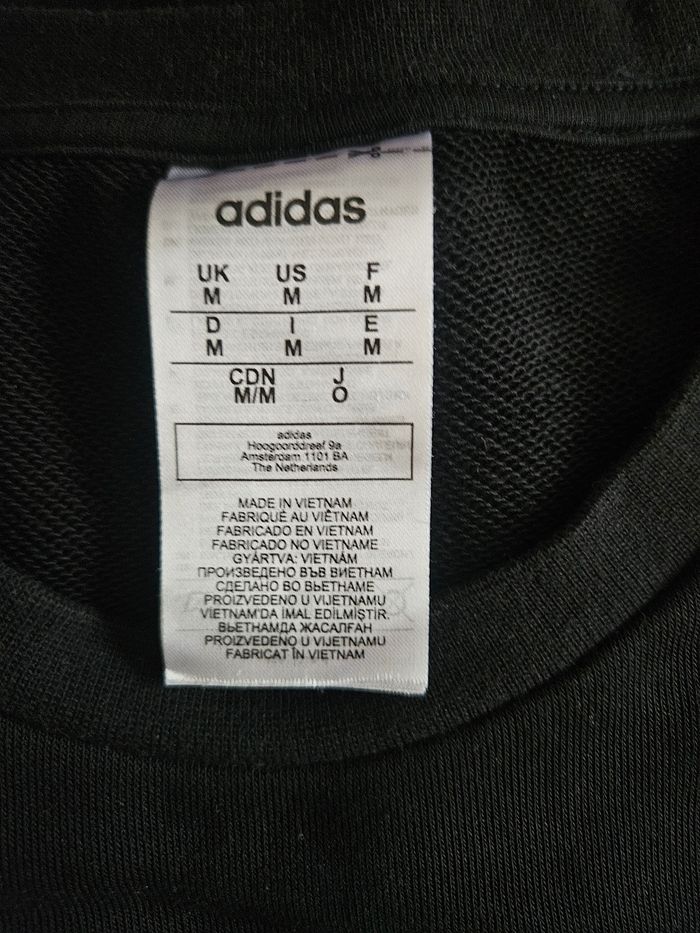 adidas
UK US F
M M M
D I E
M M M
CDN J
M/M O
adidas
Hoogoorddreef 9a
Amsterdam 1101 BA
The Netherlands
MADE IN VIETNAM
FABRIQUÉ AU VIÊTNAM
FABRICADO EN VIETNAM
FABRICADO NO VIETNAME
GYÁRTVA: VIETNÁM
ПРОИЗВЕДЕНО ВЪВ ВИЕТНАМ
СДЕЛАНО ВО ВЬЕТНАМЕ
PROIZVEDENO U VIJETNAMU
VIETNAM'DA İMAL EDİLMİŞTİR.
ВЬЕТНАМДА ЖАСАЛҒАН
PROIZVEDENO U VIJETNAMU
FABRICAT ÎN VIETNAM